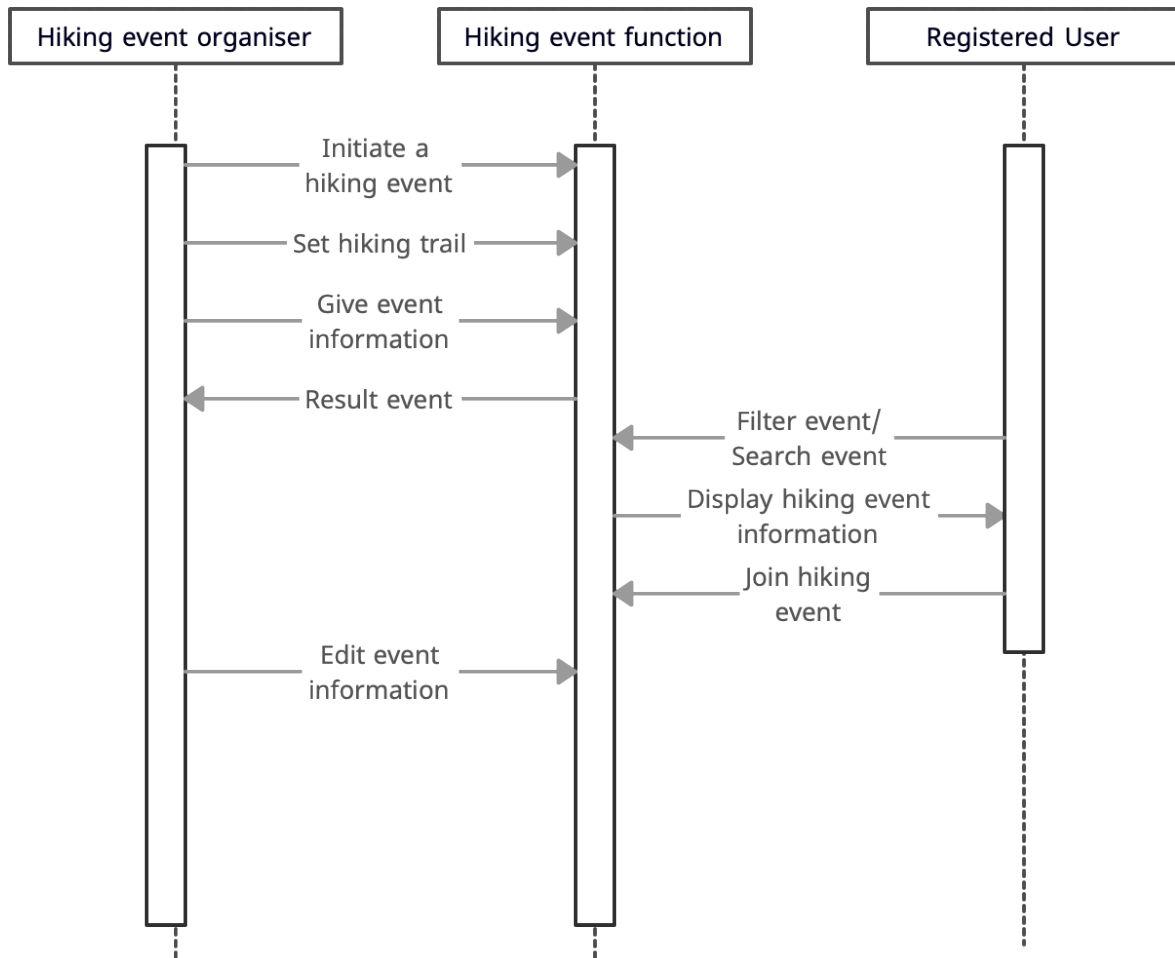 Hiking event organiser
Hiking event function
Registered User
Initiate a
hiking event
Set hiking trail
Give event
information
Result event
Filter event/
Search event
Display hiking event
information
Join hiking
event
Edit event
information